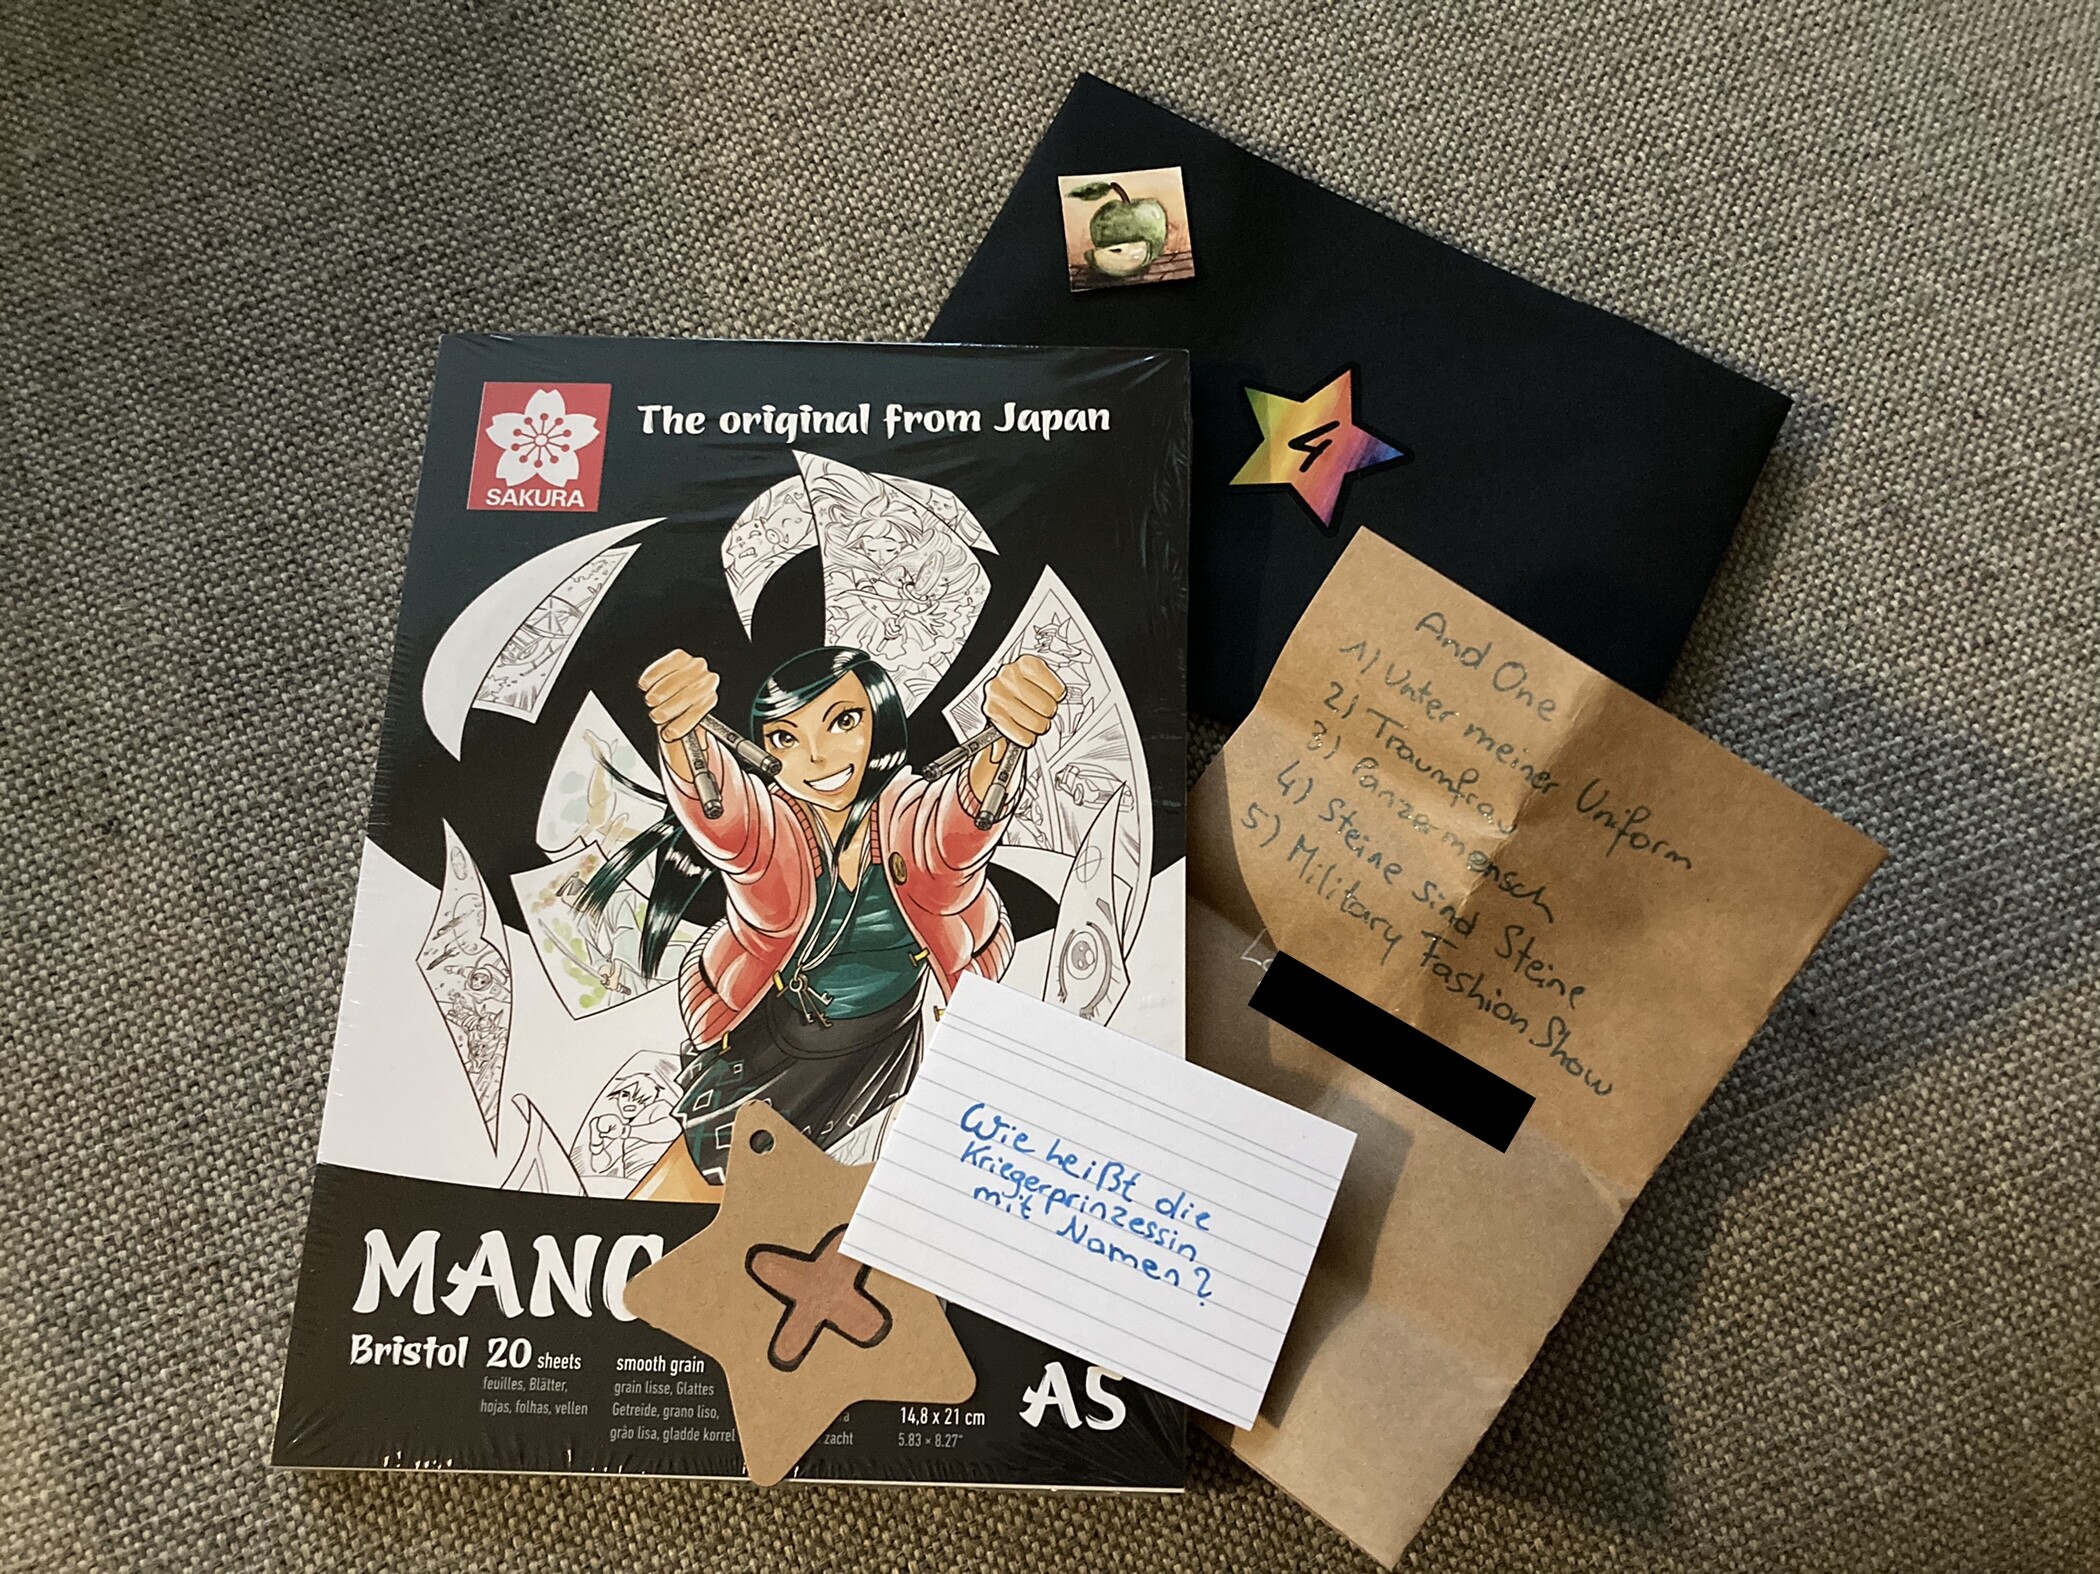 SAKURA
The original from Japan
4
And One
1) Unter meiner Uniform
2) Traumfrau
3) Panzermensch
4) Steine sind Steine
5) Military Fashion Show
Wie heißt die
Kriegerprinzessin
mit Namen?
MANG
Bristol 20 sheets
feuilles, Blätter,
hojas, folhas, vellen
smooth grain
grain lisse, Glattes
Getreide, grano liso,
grão lisa, gladde korrel
zacht
14,8 x 21 cm
5.83 x 8.27"
A5